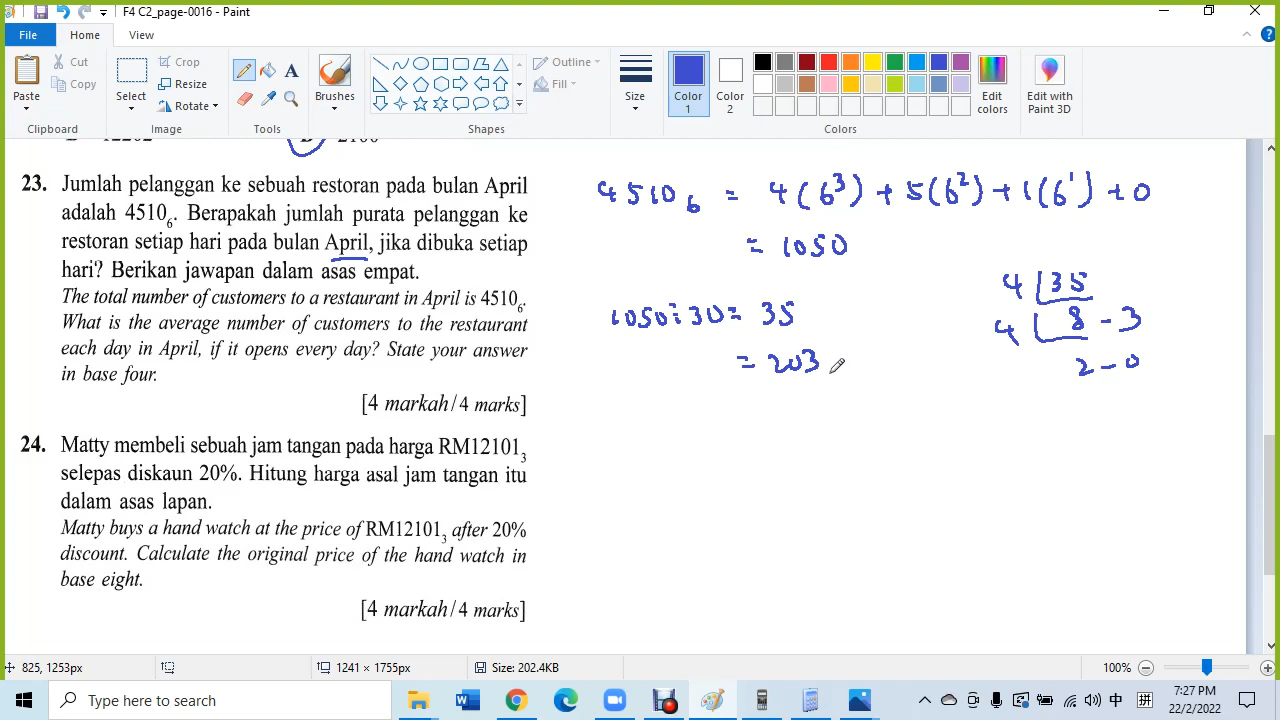 F4 C2_page-0016 - Paint
File Home View
Paste Cut Copy
Clipboard
Select Crop Resize Rotate
Image
A
Tools
Brushes
Outline Fill
Shapes
Size
Color 1
Color 2
Edit colors
Edit with Paint 3D
Colors
23. Jumlah pelanggan ke sebuah restoran pada bulan April
adalah 4510₆. Berapakah jumlah purata pelanggan ke
restoran setiap hari pada bulan April, jika dibuka setiap
hari? Berikan jawapan dalam asas empat.
The total number of customers to a restaurant in April is 4510₆.
What is the average number of customers to the restaurant
each day in April, if it opens every day? State your answer
in base four.
[4 markah/4 marks]
24. Matty membeli sebuah jam tangan pada harga RM12101₃
selepas diskaun 20%. Hitung harga asal jam tangan itu
dalam asas lapan.
Matty buys a hand watch at the price of RM12101₃ after 20%
discount. Calculate the original price of the hand watch in
base eight.
[4 markah/4 marks]
4510₆ = 4(6³) + 5(6²) + 1(6¹) + 0
= 1050
1050÷30 = 35
= 203
4 35
4 8 - 3
2 - 0
825, 1253px
1241 × 1755px
Size: 202.4KB
100%
Type here to search
中 拼
7:27 PM
22/2/2022